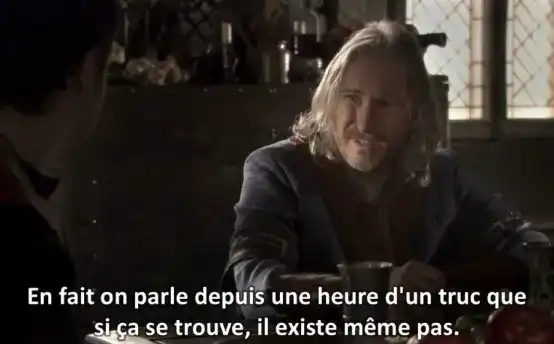 En fait on parle depuis une heure d'un truc que
si ça se trouve, il existe même pas.